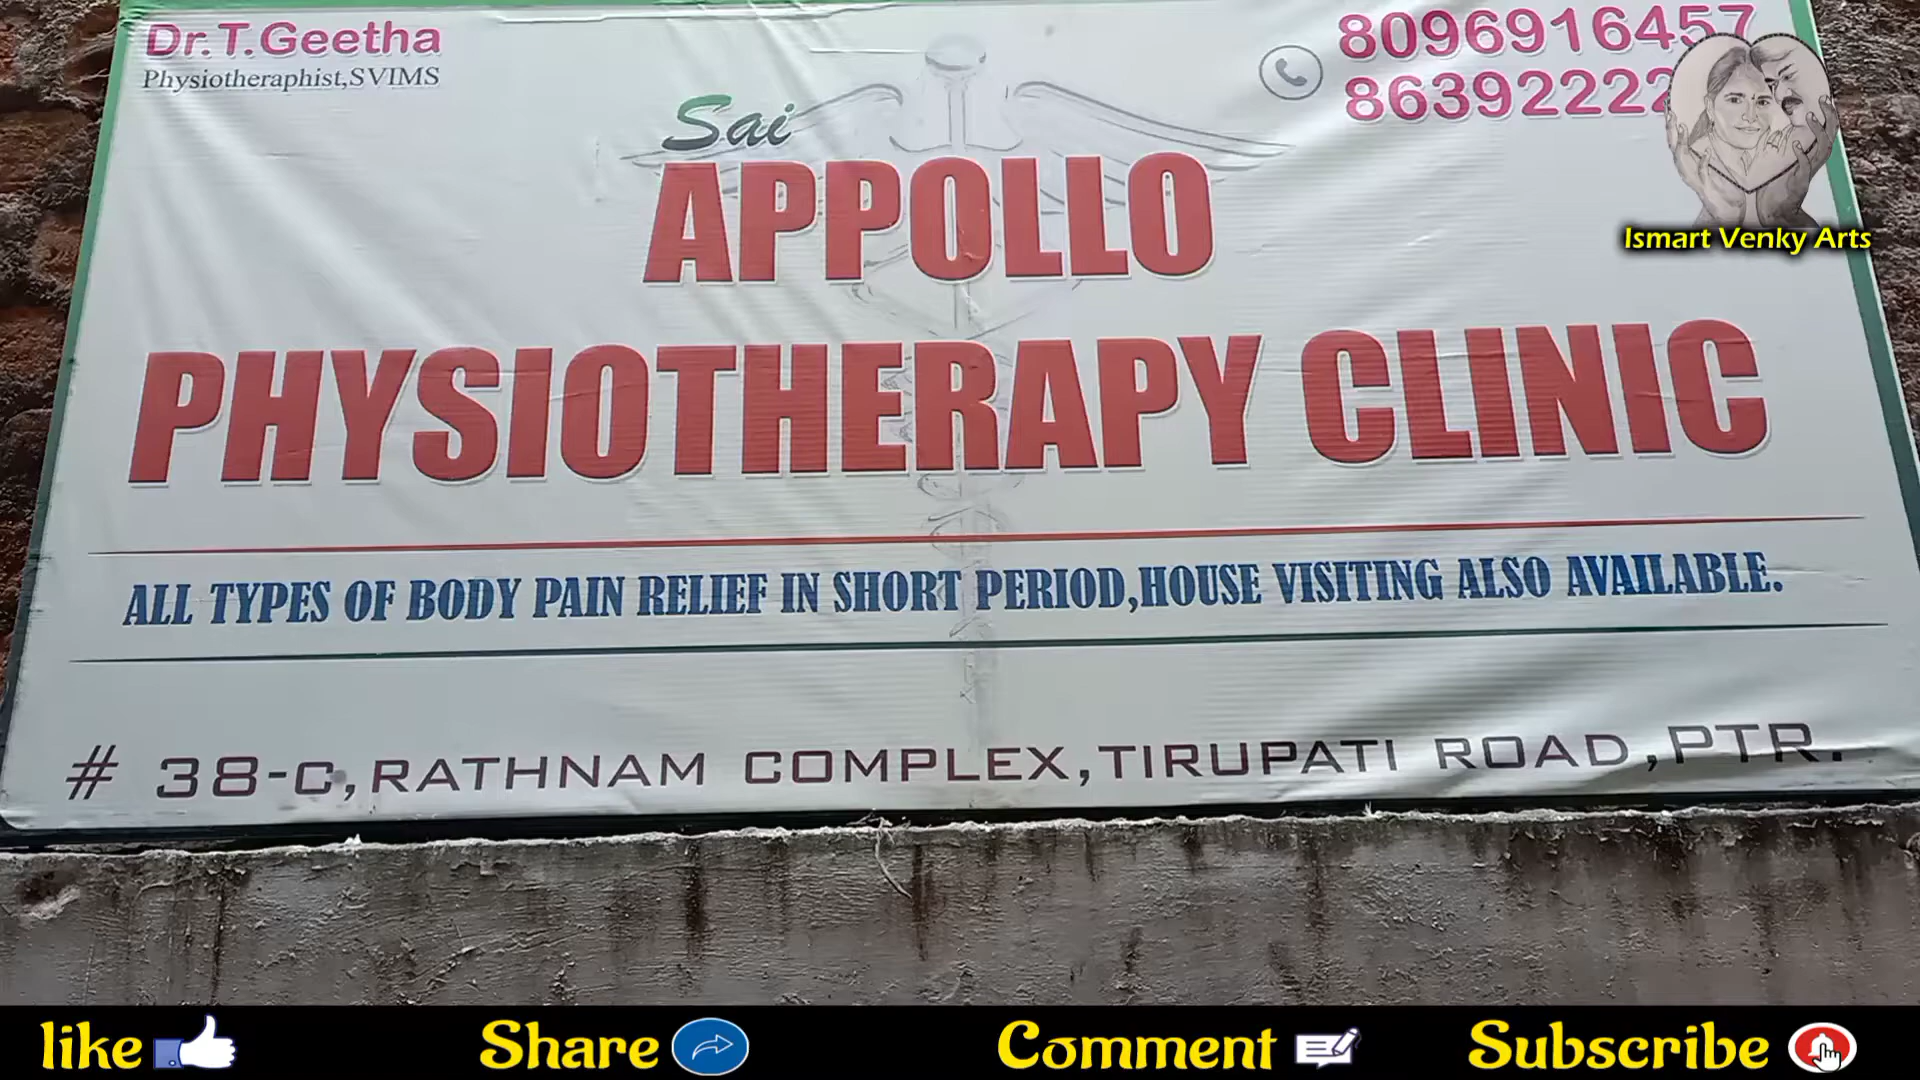 Dr.T.Geetha
Physiotheraphist,SVIMS
8096916457
86392222
Sai
APPOLLO
PHYSIOTHERAPY CLINIC
ALL TYPES OF BODY PAIN RELIEF IN SHORT PERIOD,HOUSE VISITING ALSO AVAILABLE.
# 38-C,RATHNAM COMPLEX,TIRUPATI ROAD,PTR.
Ismart Venky Arts
like Share Comment Subscribe